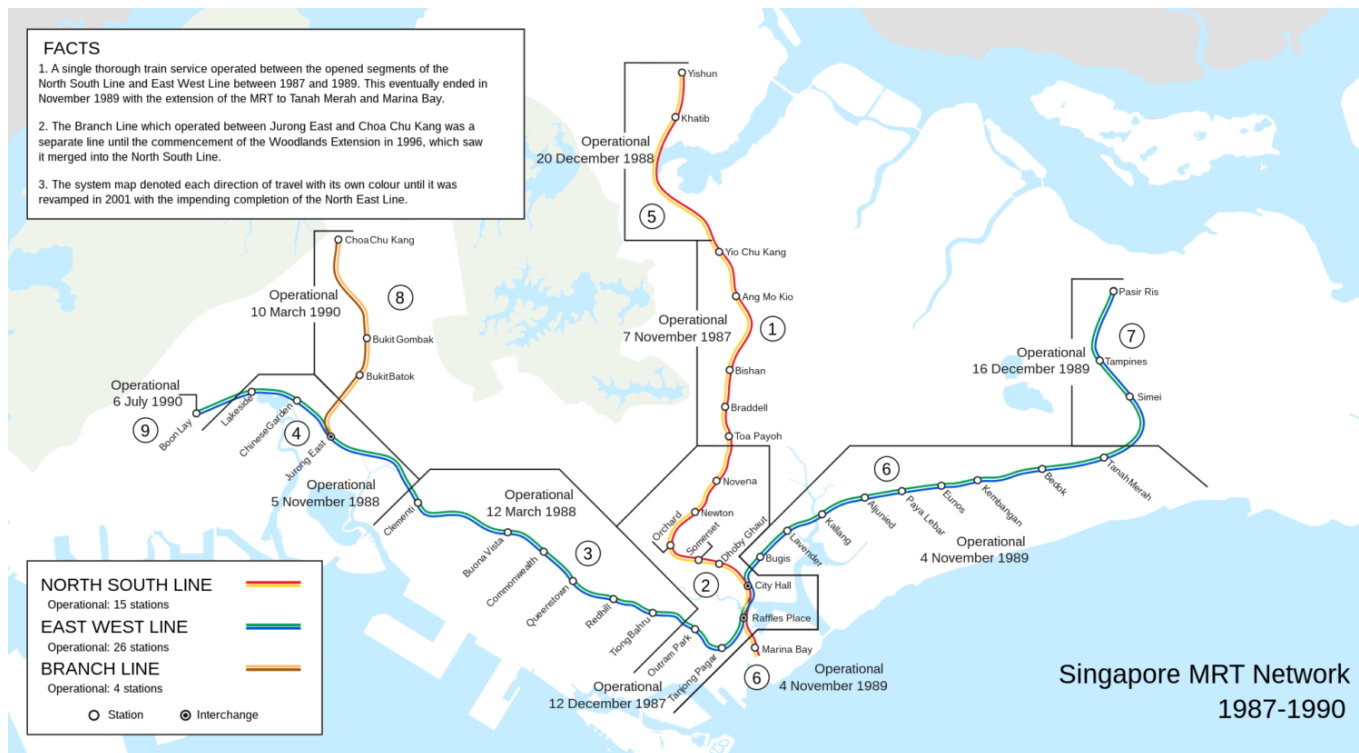 FACTS
1. A single thorough train service operated between the opened segments of the
North South Line and East West Line between 1987 and 1989. This eventually ended in
November 1989 with the extension of the MRT to Tanah Merah and Marina Bay.
2. The Branch Line which operated between Jurong East and Choa Chu Kang was a
separate line until the commencement of the Woodlands Extension in 1996, which saw
it merged into the North South Line.
3. The system map denoted each direction of travel with its own colour until it was
revamped in 2001 with the impending completion of the North East Line.
Yishun
Khatib
Operational
20 December 1988
5
Yio Chu Kang
Ang Mo Kio
Operational
7 November 1987
1
Bishan
Braddell
Toa Payoh
Novena
Newton
Orchard
Somerset
Dhoby Ghaut
2
City Hall
Raffles Place
Marina Bay
6
Operational
4 November 1989
ChoaChu Kang
8
Operational
10 March 1990
Bukit Gombak
BukitBatok
Operational
6 July 1990
9
Boon Lay
Lakeside
ChineseGarden
4
Jurong East
Operational
5 November 1988
Clementi
Operational
12 March 1988
3
Buona Vista
Commonwealth
Queenstown
Redhill
TiongBahru
Outram Park
Tanjong Pagar
Operational
12 December 1987
Pasir Ris
7
Operational
16 December 1989
Tampines
Simei
TanahMerah
6
Bedok
Kembangan
Eunos
Paya Lebar
Aljunied
Kallang
Lavender
Bugis
Operational
4 November 1989
NORTH SOUTH LINE
Operational: 15 stations
EAST WEST LINE
Operational: 26 stations
BRANCH LINE
Operational: 4 stations
Station
Interchange
Singapore MRT Network
1987-1990